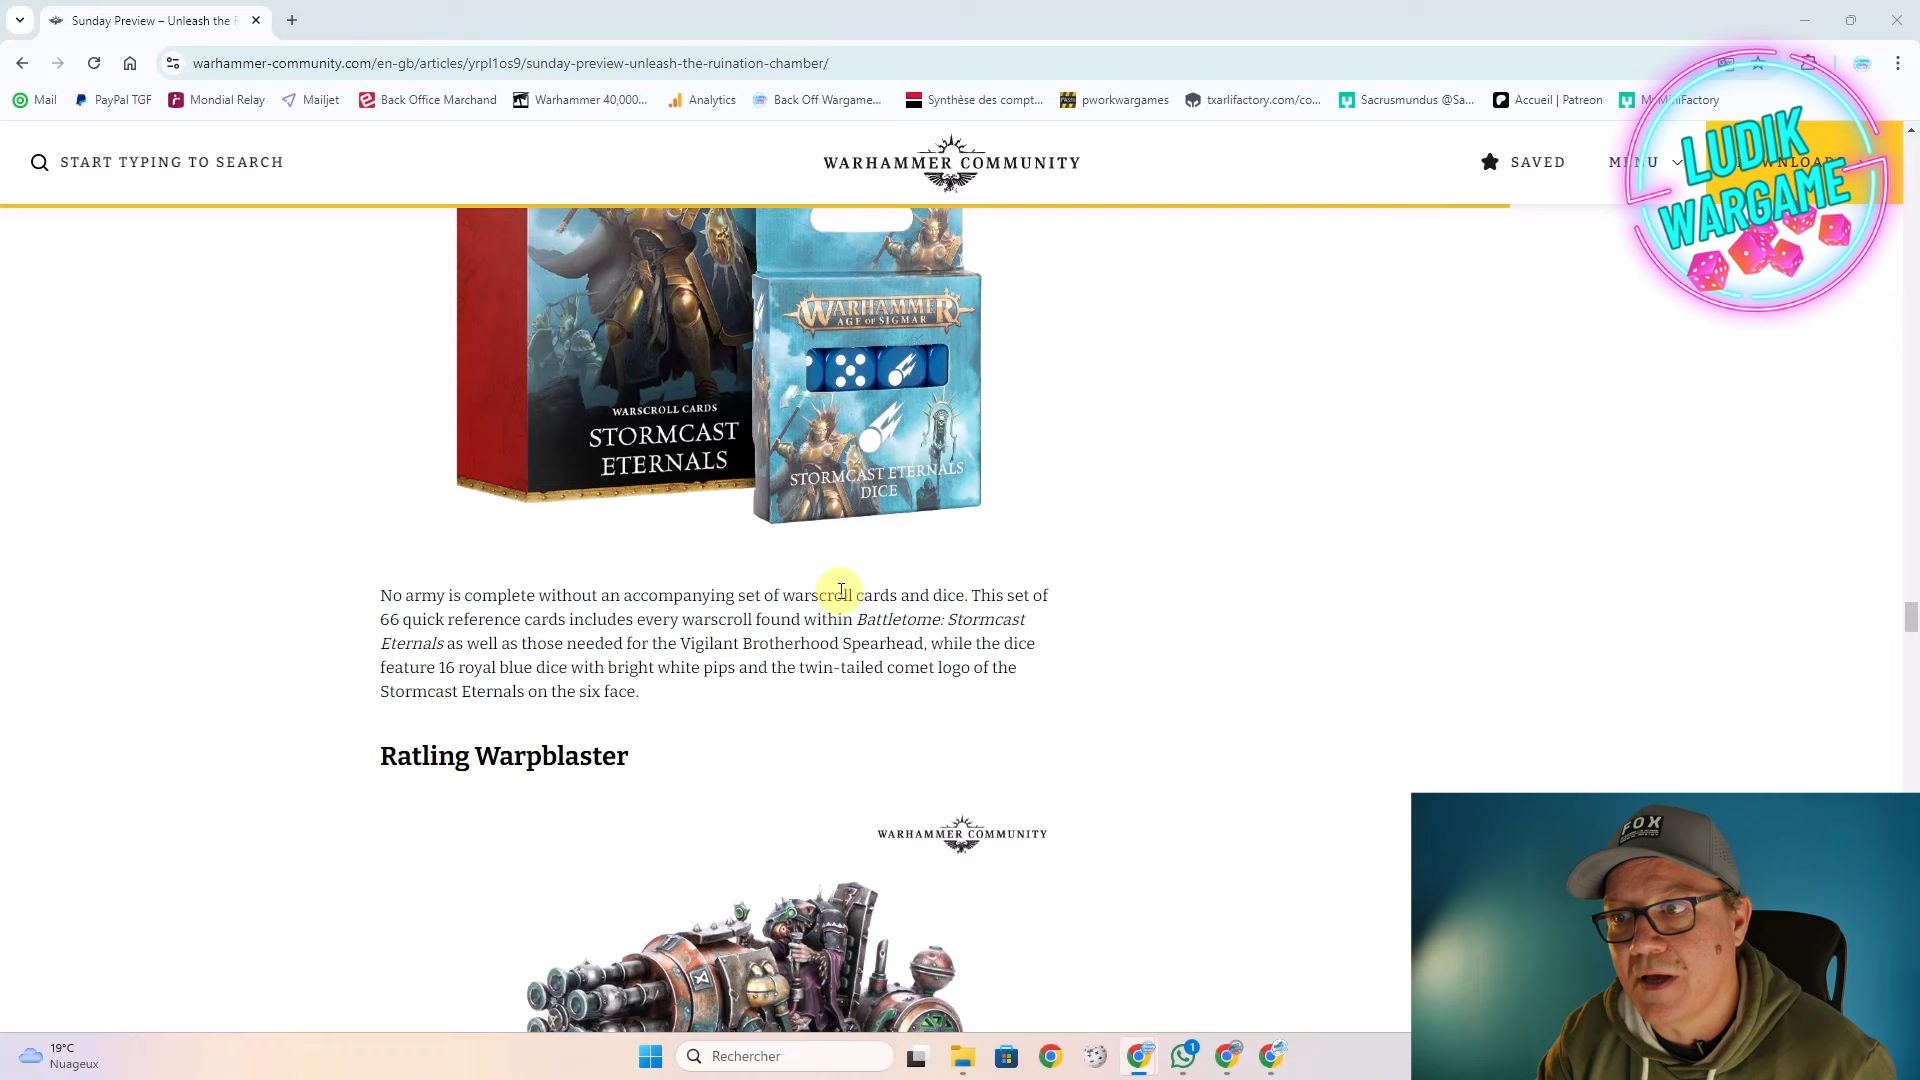 Sunday Preview – Unleash the R
warhammer-community.com/en-gb/articles/yrpl1os9/sunday-preview-unleash-the-ruination-chamber/
Mail PayPal TGF Mondial Relay Mailjet Back Office Marchand Warhammer 40,000... Analytics Back Off Wargame... Synthèse des compt... pworkwargames txarlifactory.com/co... Sacrusmundus @Sa... Accueil | Patreon MyMiniFactory
START TYPING TO SEARCH
WARHAMMER COMMUNITY
SAVED
MENU
LUDIK
WARGAME
WARHAMMER
AGE OF SIGMAR
WARSCROLL CARDS
STORMCAST
ETERNALS
STORMCAST ETERNALS
DICE
No army is complete without an accompanying set of warscroll cards and dice. This set of
66 quick reference cards includes every warscroll found within Battletome: Stormcast
Eternals as well as those needed for the Vigilant Brotherhood Spearhead, while the dice
feature 16 royal blue dice with bright white pips and the twin-tailed comet logo of the
Stormcast Eternals on the six face.
Ratling Warpblaster
WARHAMMER COMMUNITY
FOX
19°C
Nuageux
Rechercher
1